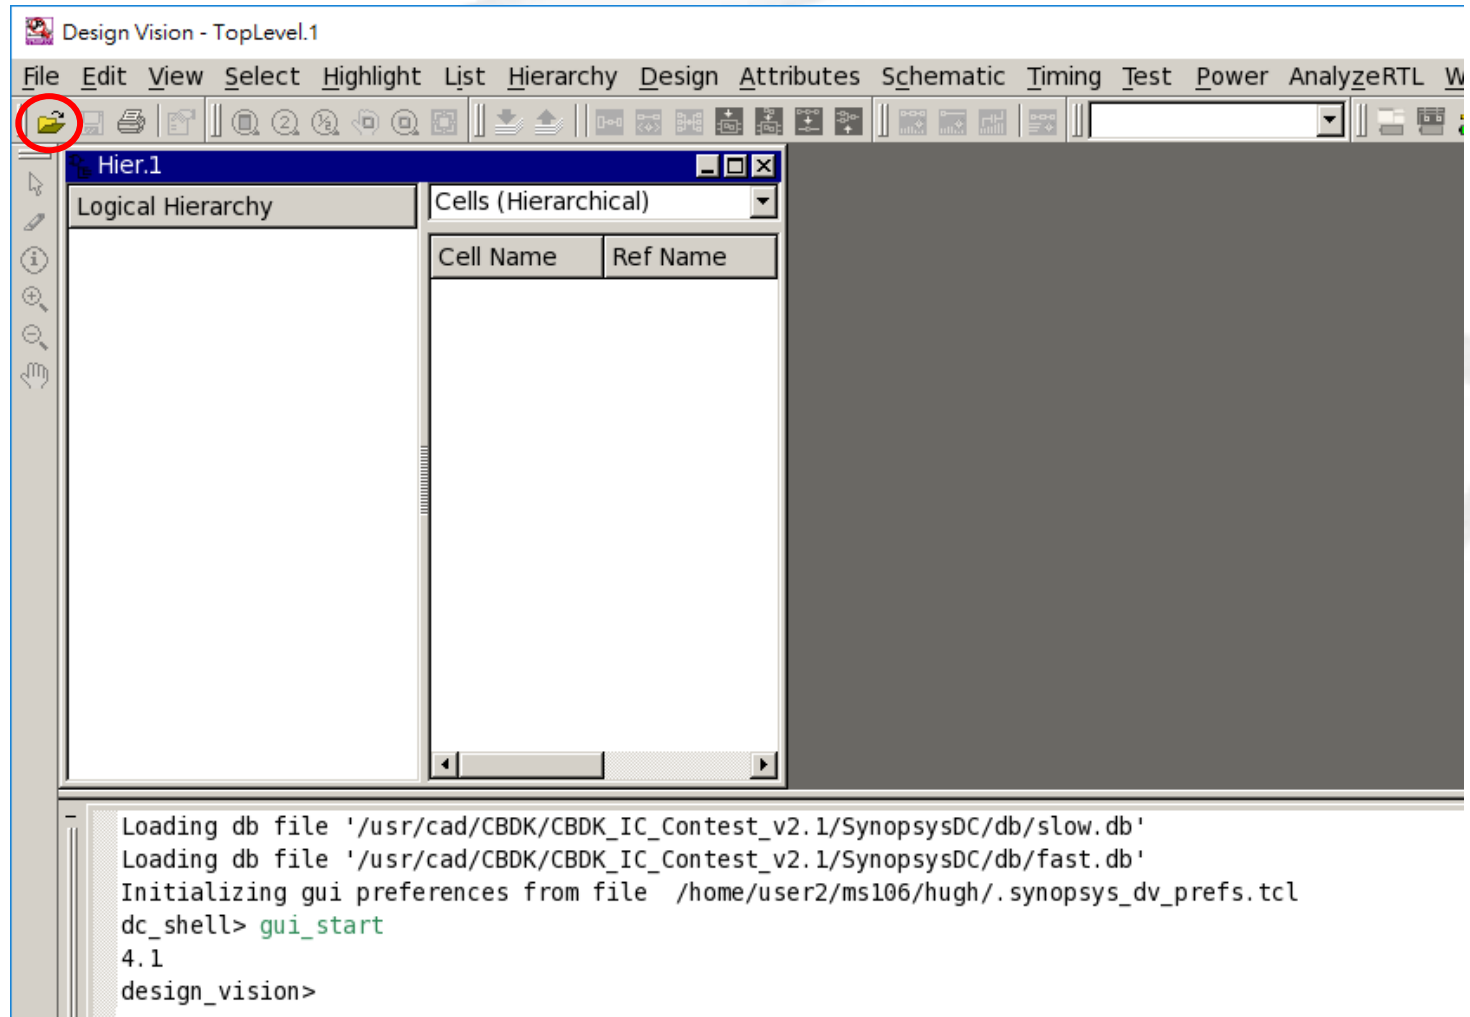 Design Vision - TopLevel.1
File Edit View Select Highlight List Hierarchy Design Attributes Schematic Timing Test Power AnalyzeRTL W
Hier.1
Logical Hierarchy
Cells (Hierarchical)
Cell Name Ref Name
Loading db file '/usr/cad/CBDK/CBDK_IC_Contest_v2.1/SynopsysDC/db/slow.db'
Loading db file '/usr/cad/CBDK/CBDK_IC_Contest_v2.1/SynopsysDC/db/fast.db'
Initializing gui preferences from file  /home/user2/ms106/hugh/.synopsys_dv_prefs.tcl
dc_shell> gui_start
4.1
design_vision>